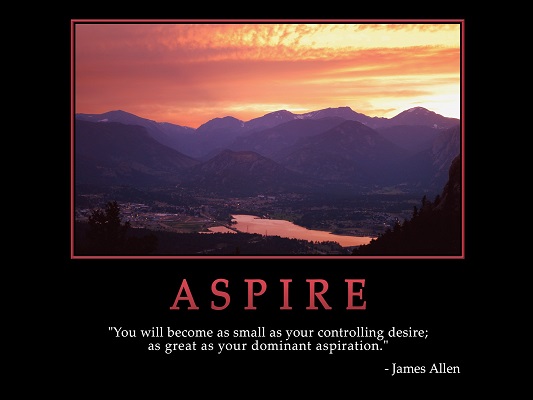 ASPIRE
"You will become as small as your controlling desire;
as great as your dominant aspiration."
- James Allen